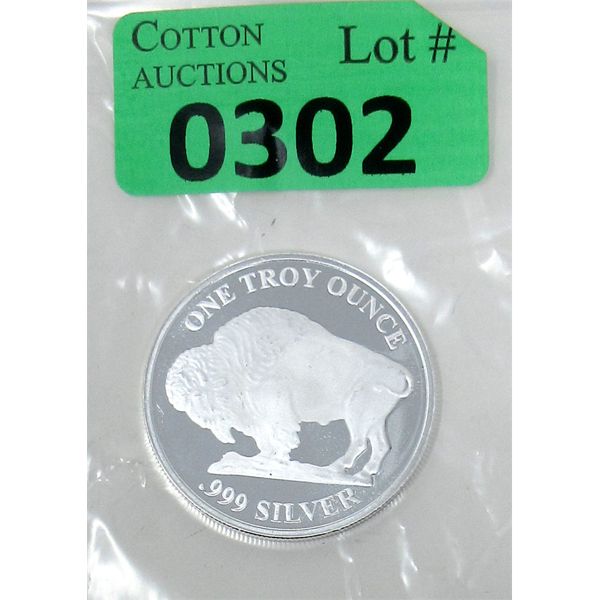 COTTON
AUCTIONS
Lot #
0302
ONE TROY OUNCE
.999 SILVER